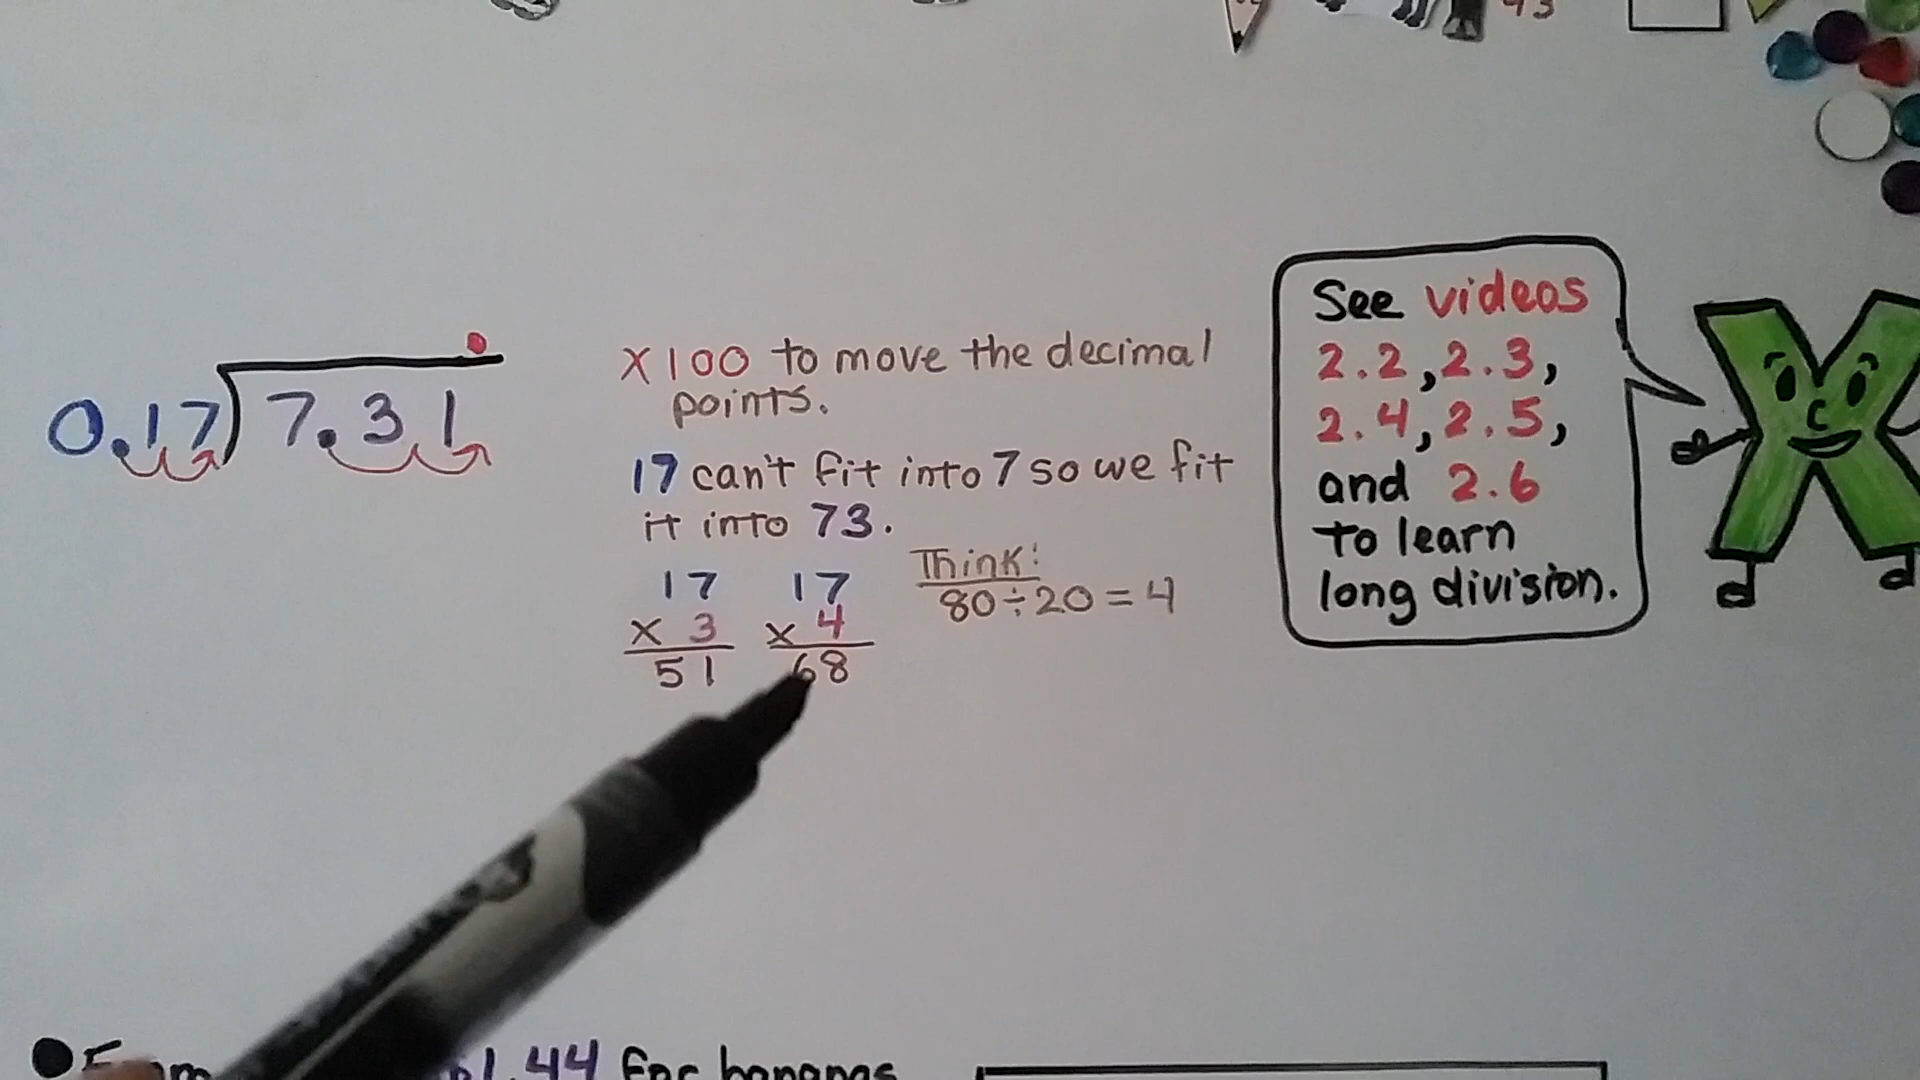 43
0.17)7.31
x100 to move the decimal
points.
17 can't fit into 7 so we fit
it into 73.
17 17
x 3 x 4
51 68
Think!
80÷20=4
See videos
2.2, 2.3,
2.4, 2.5,
and 2.6
to learn
long division.
1.44 for bananas